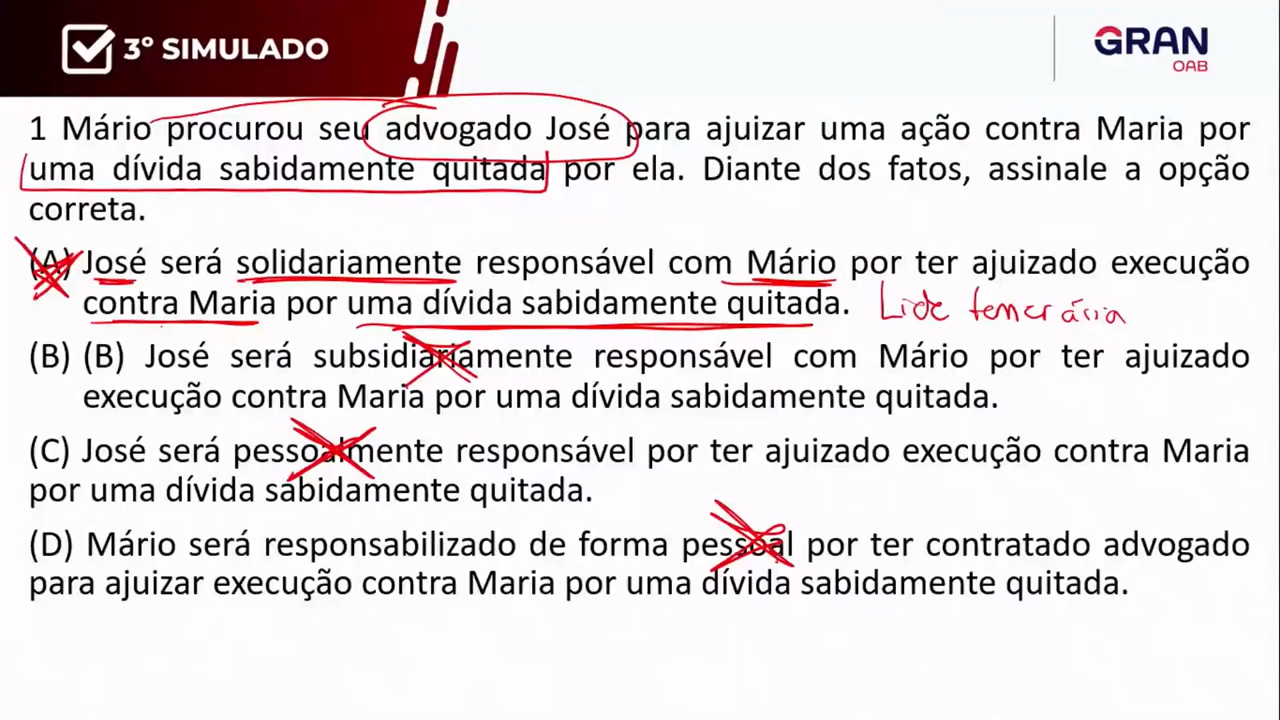 3º SIMULADO
GRAN
OAB
1 Mário procurou seu advogado José para ajuizar uma ação contra Maria por
uma dívida sabidamente quitada por ela. Diante dos fatos, assinale a opção
correta.
(A) José será solidariamente responsável com Mário por ter ajuizado execução
contra Maria por uma dívida sabidamente quitada. Lide temerária
(B) (B) José será subsidiariamente responsável com Mário por ter ajuizado
execução contra Maria por uma dívida sabidamente quitada.
(C) José será pessoalmente responsável por ter ajuizado execução contra Maria
por uma dívida sabidamente quitada.
(D) Mário será responsabilizado de forma pessoal por ter contratado advogado
para ajuizar execução contra Maria por uma dívida sabidamente quitada.